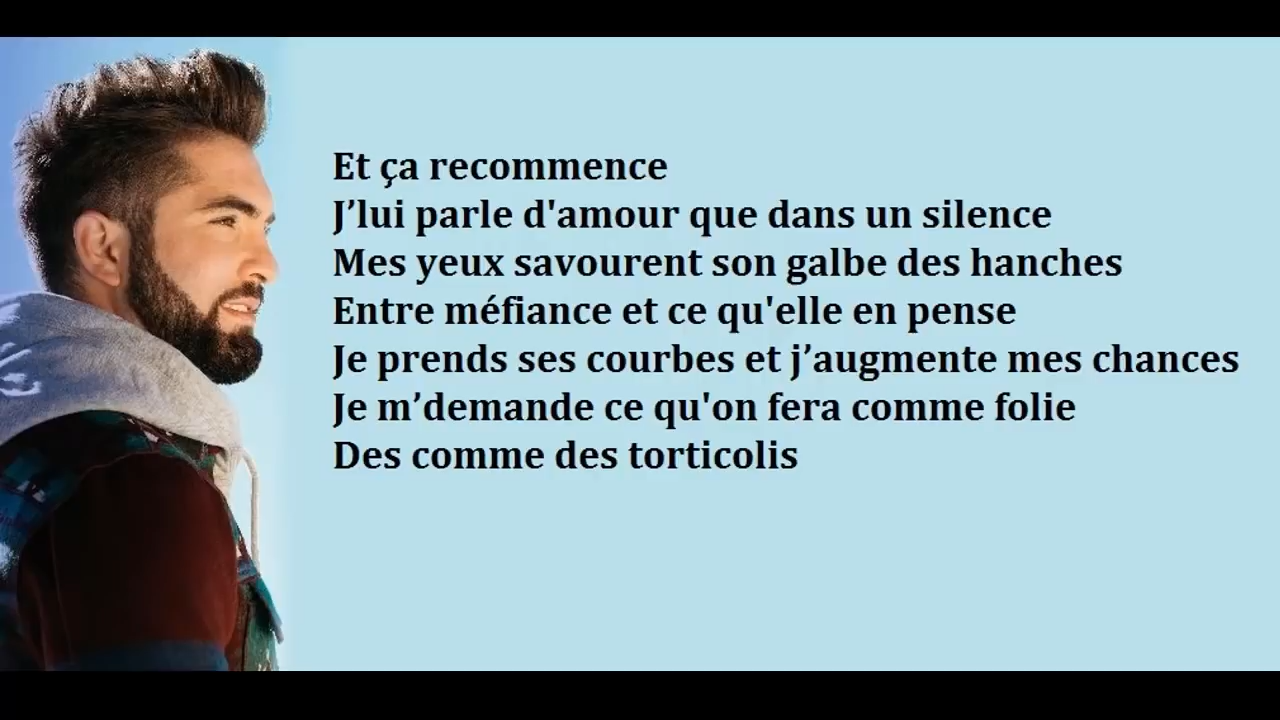 Et ça recommence
J’lui parle d'amour que dans un silence
Mes yeux savourent son galbe des hanches
Entre méfiance et ce qu'elle en pense
Je prends ses courbes et j’augmente mes chances
Je m’demande ce qu'on fera comme folie
Des comme des torticolis